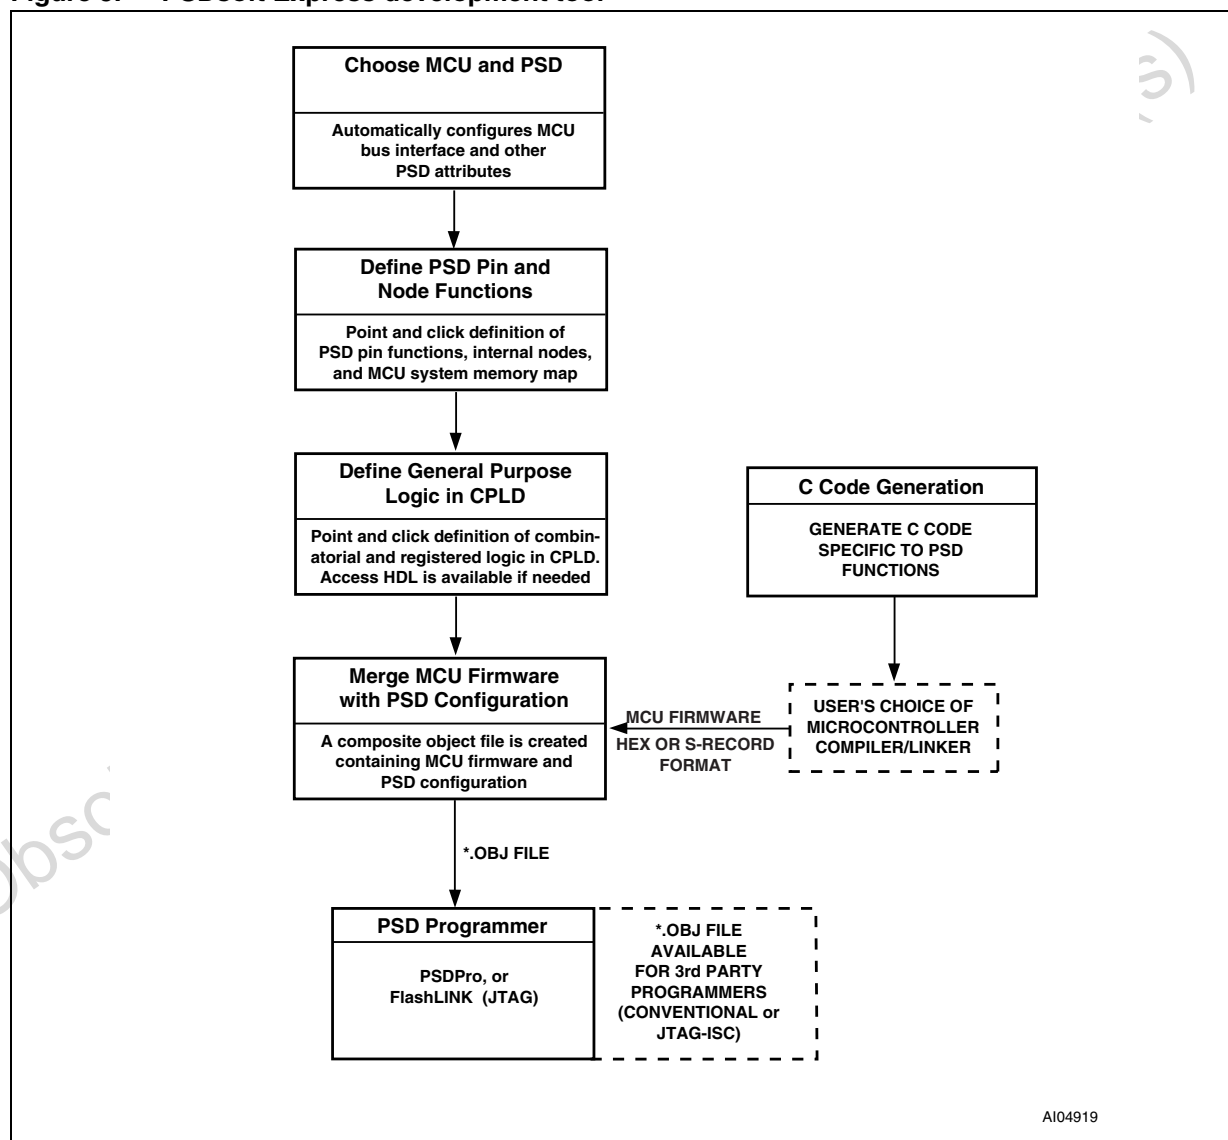 PSDsoft Express development tool
Choose MCU and PSD
Automatically configures MCU
bus interface and other
PSD attributes
Define PSD Pin and
Node Functions
Point and click definition of
PSD pin functions, internal nodes,
and MCU system memory map
Define General Purpose
Logic in CPLD
Point and click definition of combin-
atorial and registered logic in CPLD.
Access HDL is available if needed
C Code Generation
GENERATE C CODE
SPECIFIC TO PSD
FUNCTIONS
Merge MCU Firmware
with PSD Configuration
A composite object file is created
containing MCU firmware and
PSD configuration
MCU FIRMWARE
HEX OR S-RECORD
FORMAT
USER'S CHOICE OF
MICROCONTROLLER
COMPILER/LINKER
*.OBJ FILE
PSD Programmer
PSDPro, or
FlashLINK (JTAG)
*.OBJ FILE
AVAILABLE
FOR 3rd PARTY
PROGRAMMERS
(CONVENTIONAL or
JTAG-ISC)
AI04919